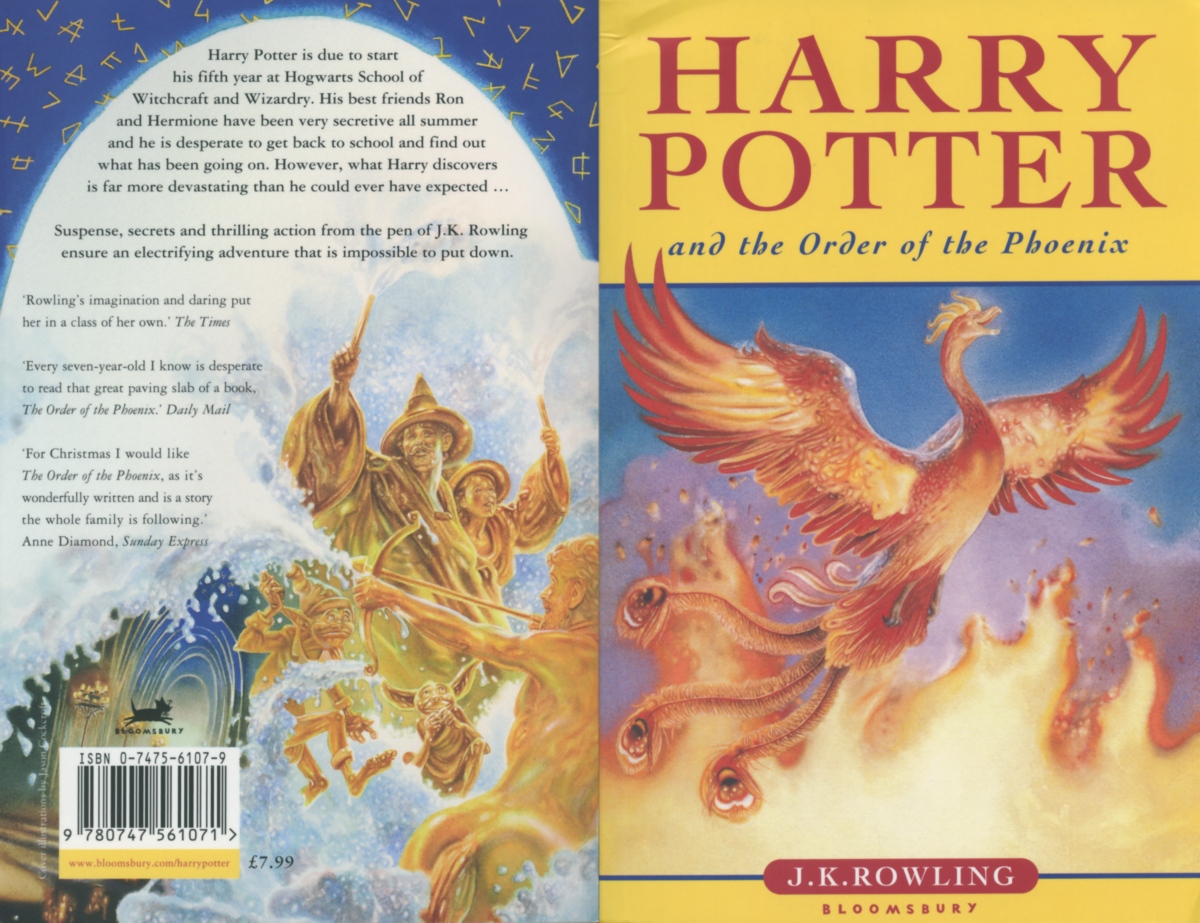 Harry Potter is due to start
his fifth year at Hogwarts School of
Witchcraft and Wizardry. His best friends Ron
and Hermione have been very secretive all summer
and he is desperate to get back to school and find out
what has been going on. However, what Harry discovers
is far more devastating than he could ever have expected ...
Suspense, secrets and thrilling action from the pen of J.K. Rowling
ensure an electrifying adventure that is impossible to put down.
'Rowling's imagination and daring put
her in a class of her own.' The Times
'Every seven-year-old I know is desperate
to read that great paving slab of a book,
The Order of the Phoenix.' Daily Mail
'For Christmas I would like
The Order of the Phoenix, as it's
wonderfully written and is a story
the whole family is following.'
Anne Diamond, Sunday Express
BLOOMSBURY
Cover illustrations by Jason Cockcroft
ISBN 0-7475-6107-9
9 780747 561071 >
www.bloomsbury.com/harrypotter
£7.99
HARRY
POTTER
and the Order of the Phoenix
J.K.ROWLING
BLOOMSBURY